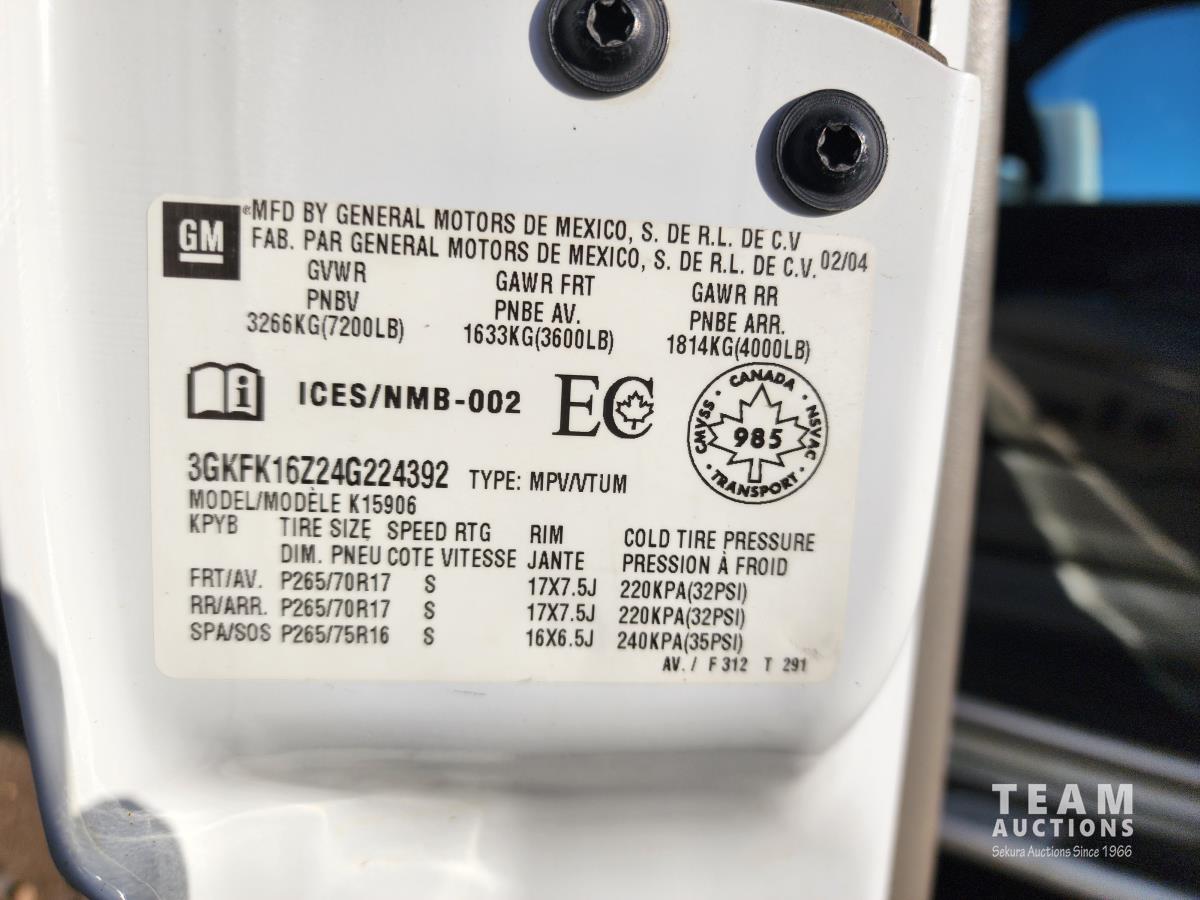 GM
®MFD BY GENERAL MOTORS DE MEXICO, S. DE R.L. DE C.V
FAB. PAR GENERAL MOTORS DE MEXICO, S. DE R.L. DE C.V. 02/04
GVWR GAWR FRT GAWR RR
PNBV PNBE AV. PNBE ARR.
3266KG(7200LB) 1633KG(3600LB) 1814KG(4000LB)
i ICES/NMB-002 EC
CANADA
CMVSS 985 NSVAC
TRANSPORT
3GKFK16Z24G224392 TYPE: MPV/VTUM
MODEL/MODÈLE K15906
KPYB TIRE SIZE SPEED RTG RIM COLD TIRE PRESSURE
DIM. PNEU COTE VITESSE JANTE PRESSION À FROID
FRT/AV. P265/70R17 S 17X7.5J 220KPA(32PSI)
RR/ARR. P265/70R17 S 17X7.5J 220KPA(32PSI)
SPA/SOS P265/75R16 S 16X6.5J 240KPA(35PSI)
AV. / F 312 T 291
TEAM
AUCTIONS
Sekura Auctions Since 1966